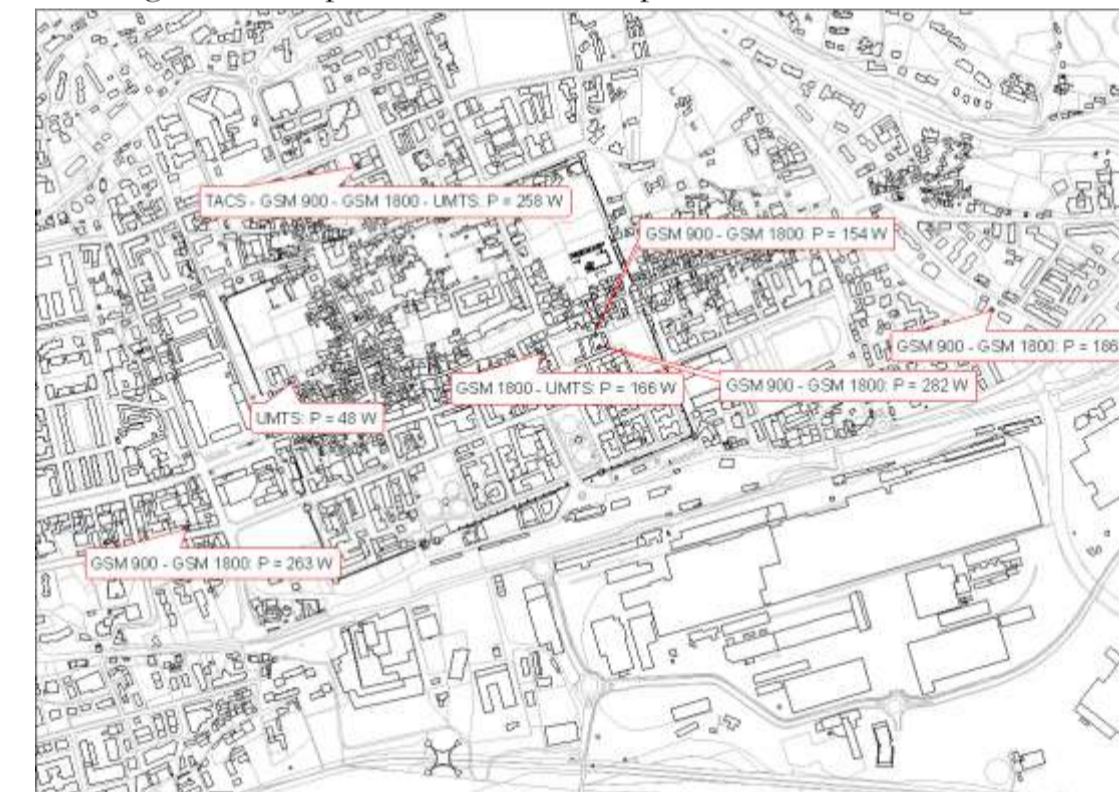 TACS - GSM 900 - GSM 1800 - UMTS: P = 258 W
GSM 900 - GSM 1800: P = 154 W
GSM 900 - GSM 1800: P = 186
GSM 1800 - UMTS: P = 166 W
GSM 900 - GSM 1800: P = 282 W
UMTS: P = 48 W
GSM 900 - GSM 1800: P = 263 W